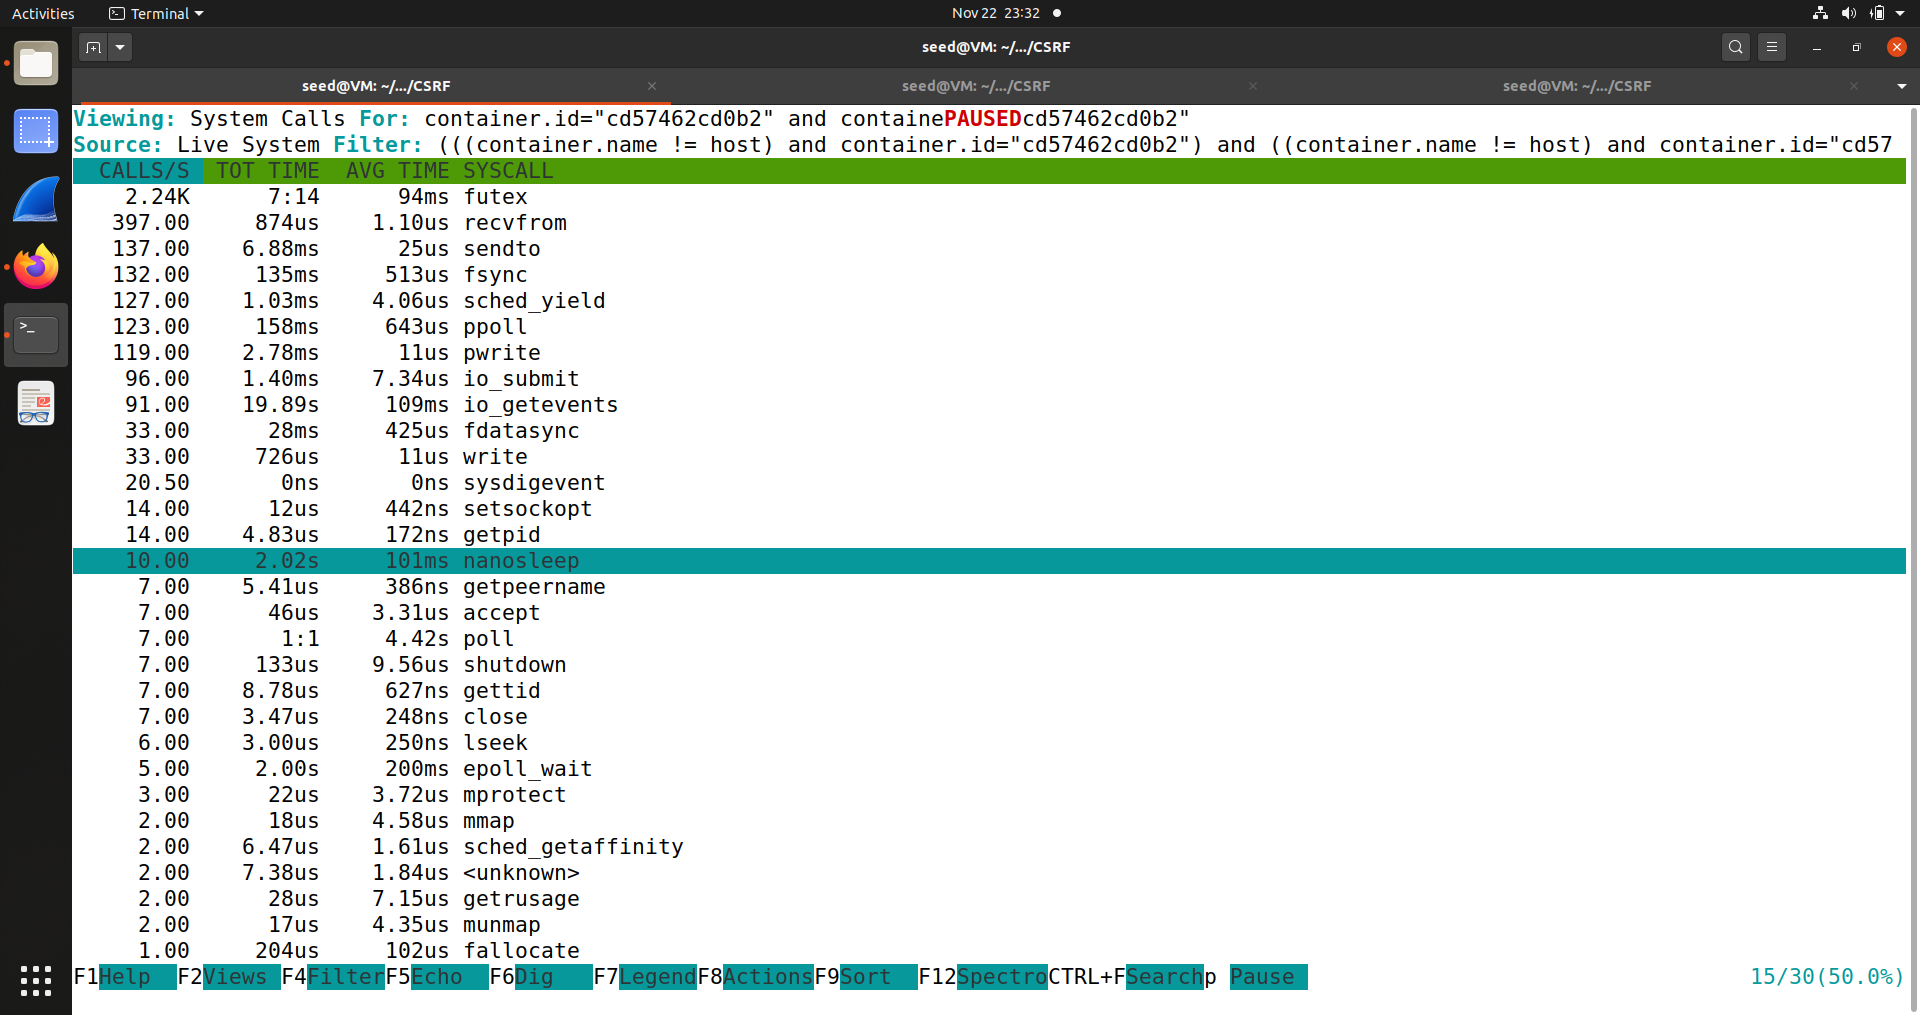 Activities Terminal Nov 22 23:32
seed@VM: ~/.../CSRF
seed@VM: ~/.../CSRF seed@VM: ~/.../CSRF seed@VM: ~/.../CSRF
Viewing: System Calls For: container.id="cd57462cd0b2" and containePAUSEDcd57462cd0b2"
Source: Live System Filter: (((container.name != host) and container.id="cd57462cd0b2") and ((container.name != host) and container.id="cd57
CALLS/S TOT TIME AVG TIME SYSCALL
2.24K 7:14 94ms futex
397.00 874us 1.10us recvfrom
137.00 6.88ms 25us sendto
132.00 135ms 513us fsync
127.00 1.03ms 4.06us sched_yield
123.00 158ms 643us ppoll
119.00 2.78ms 11us pwrite
96.00 1.40ms 7.34us io_submit
91.00 19.89s 109ms io_getevents
33.00 28ms 425us fdatasync
33.00 726us 11us write
20.50 0ns 0ns sysdigevent
14.00 12us 442ns setsockopt
14.00 4.83us 172ns getpid
10.00 2.02s 101ms nanosleep
7.00 5.41us 386ns getpeername
7.00 46us 3.31us accept
7.00 1:1 4.42s poll
7.00 133us 9.56us shutdown
7.00 8.78us 627ns gettid
7.00 3.47us 248ns close
6.00 3.00us 250ns lseek
5.00 2.00s 200ms epoll_wait
3.00 22us 3.72us mprotect
2.00 18us 4.58us mmap
2.00 6.47us 1.61us sched_getaffinity
2.00 7.38us 1.84us <unknown>
2.00 28us 7.15us getrusage
2.00 17us 4.35us munmap
1.00 204us 102us fallocate
F1Help F2Views F4FilterF5Echo F6Dig F7LegendF8ActionsF9Sort F12SpectroCTRL+FSearchp Pause 15/30(50.0%)